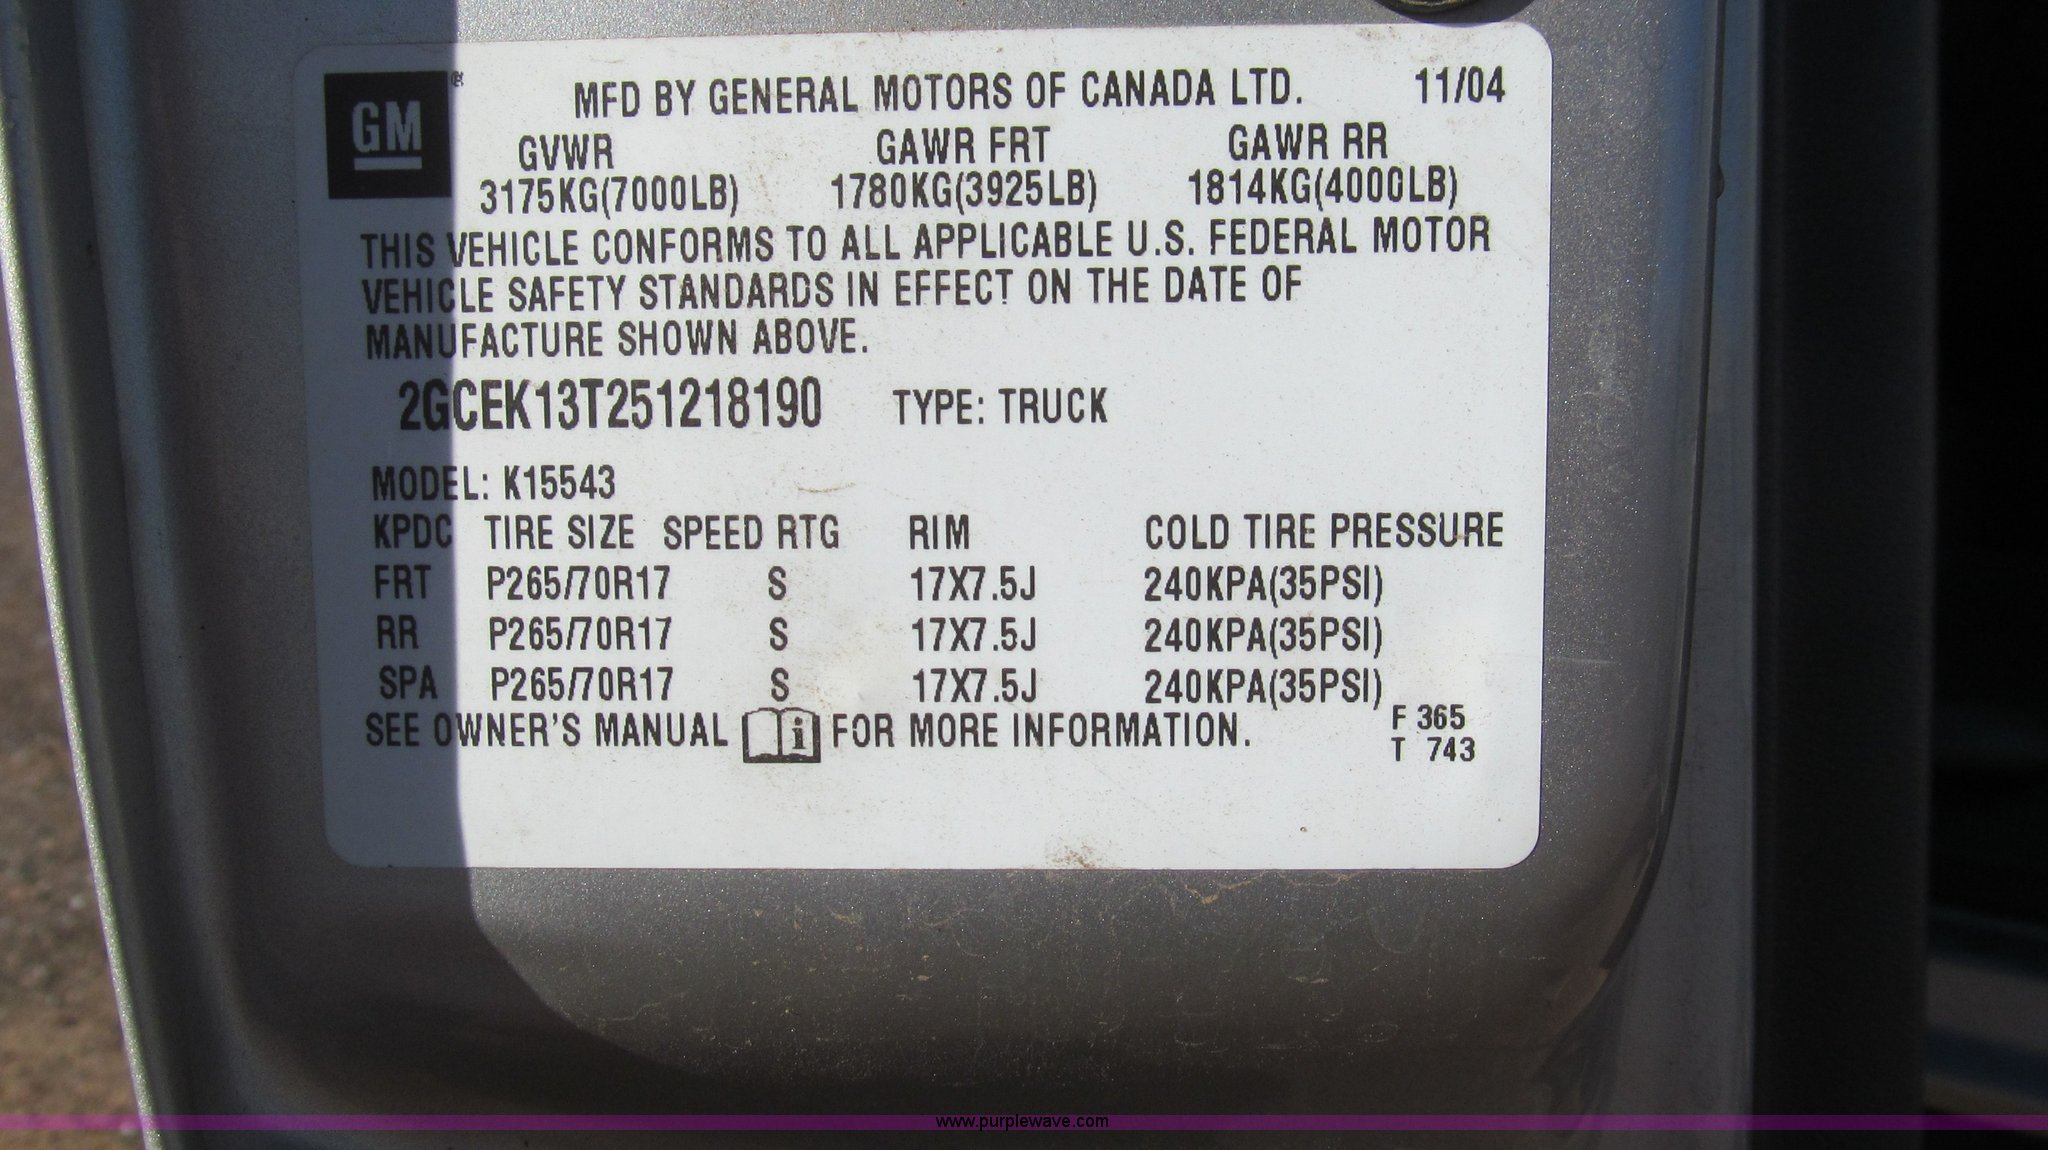 GM
MFD BY GENERAL MOTORS OF CANADA LTD. 11/04
GVWR GAWR FRT GAWR RR
3175KG(7000LB) 1780KG(3925LB) 1814KG(4000LB)
THIS VEHICLE CONFORMS TO ALL APPLICABLE U.S. FEDERAL MOTOR
VEHICLE SAFETY STANDARDS IN EFFECT ON THE DATE OF
MANUFACTURE SHOWN ABOVE.
2GCEK13T251218190 TYPE: TRUCK
MODEL: K15543
KPDC TIRE SIZE SPEED RTG RIM COLD TIRE PRESSURE
FRT P265/70R17 S 17X7.5J 240KPA(35PSI)
RR P265/70R17 S 17X7.5J 240KPA(35PSI)
SPA P265/70R17 S 17X7.5J 240KPA(35PSI)
SEE OWNER'S MANUAL i FOR MORE INFORMATION.
F 365
T 743
www.purplewave.com